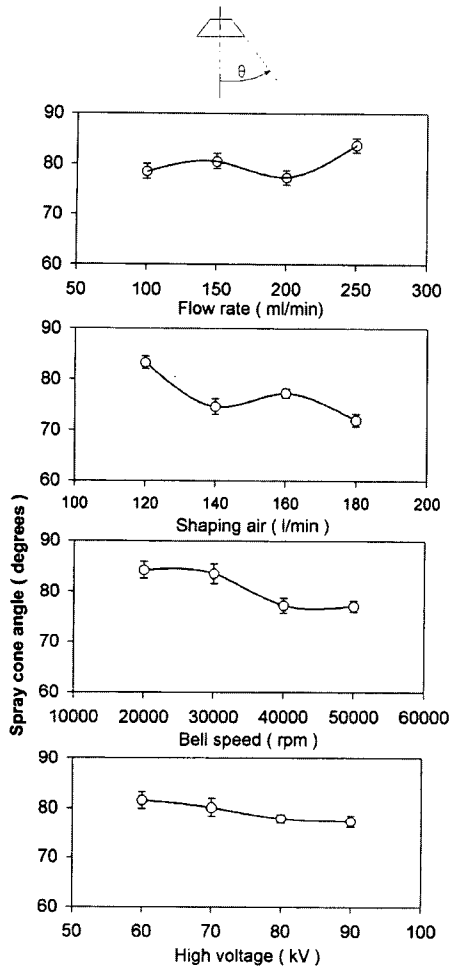 θ
90
80
70
60
50 100 150 200 250 300
Flow rate ( ml/min)
90
80
70
60
100 120 140 160 180 200
Shaping air ( l/min)
Spray cone angle ( degrees )
90
80
70
60
10000 20000 30000 40000 50000 60000
Bell speed ( rpm )
90
80
70
60
50 60 70 80 90 100
High voltage ( kV )